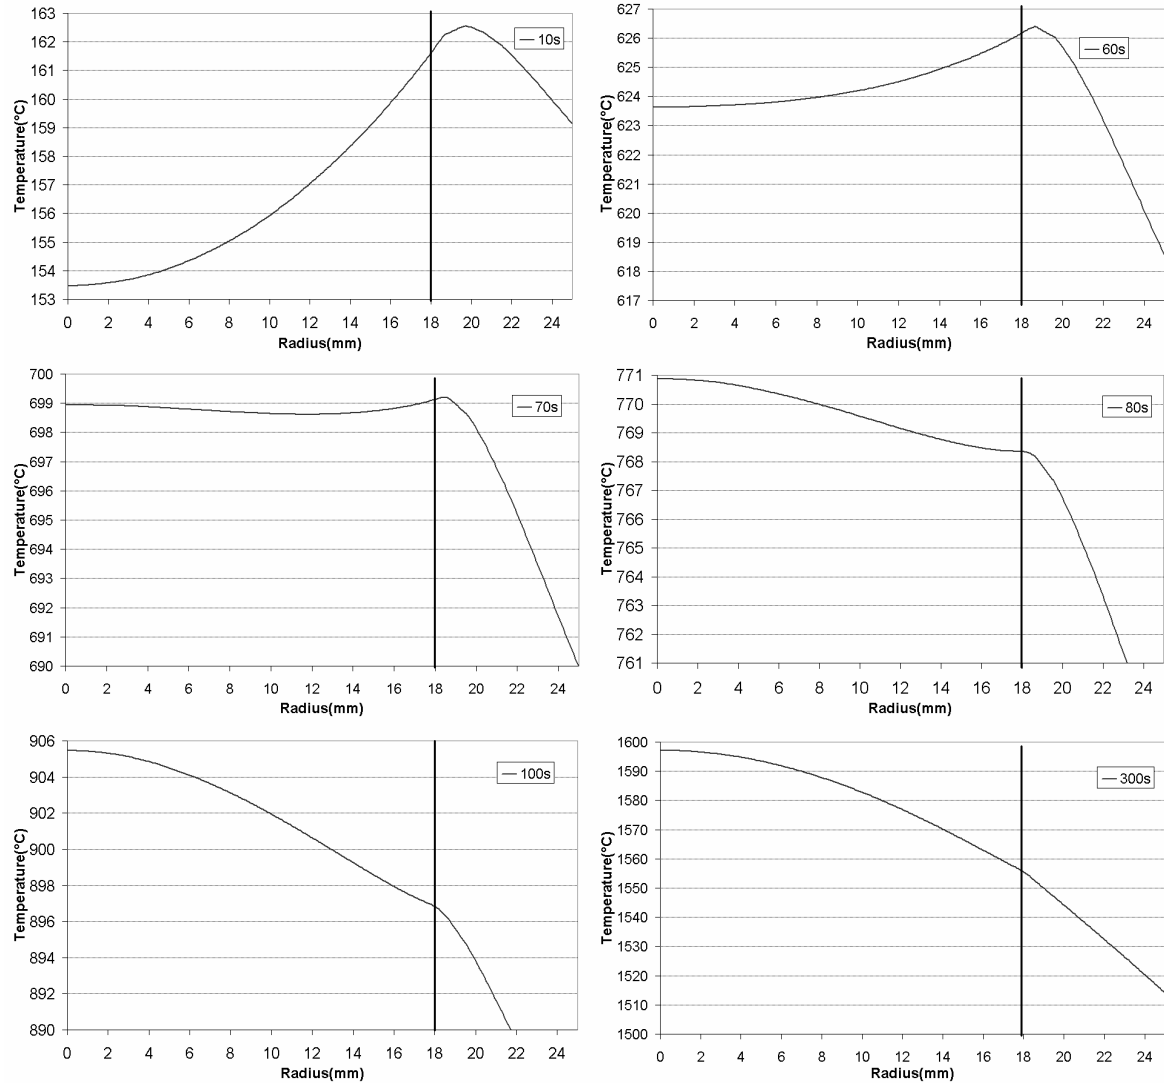 163
162
161
160
159
158
157
156
155
154
153
Temperature(°C)
0 2 4 6 8 10 12 14 16 18 20 22 24
Radius(mm)
10s
627
626
625
624
623
622
621
620
619
618
617
Temperature(°C)
0 2 4 6 8 10 12 14 16 18 20 22 24
Radius(mm)
60s
700
699
698
697
696
695
694
693
692
691
690
Temperature(°C)
0 2 4 6 8 10 12 14 16 18 20 22 24
Radius(mm)
70s
771
770
769
768
767
766
765
764
763
762
761
Temperature(°C)
0 2 4 6 8 10 12 14 16 18 20 22 24
Radius(mm)
80s
906
904
902
900
898
896
894
892
890
Temperature(°C)
0 2 4 6 8 10 12 14 16 18 20 22 24
Radius(mm)
100s
1600
1590
1580
1570
1560
1550
1540
1530
1520
1510
1500
Temperature(°C)
0 2 4 6 8 10 12 14 16 18 20 22 24
Radius(mm)
300s